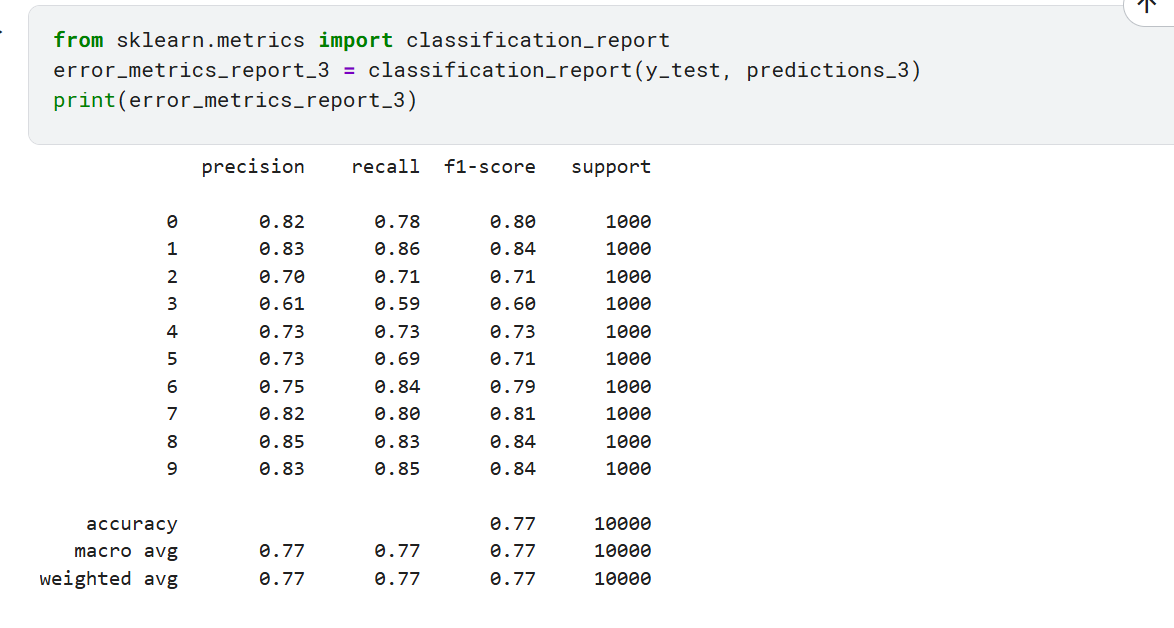 from sklearn.metrics import classification_report
error_metrics_report_3 = classification_report(y_test, predictions_3)
print(error_metrics_report_3)
precision recall f1-score support
0 0.82 0.78 0.80 1000
1 0.83 0.86 0.84 1000
2 0.70 0.71 0.71 1000
3 0.61 0.59 0.60 1000
4 0.73 0.73 0.73 1000
5 0.73 0.69 0.71 1000
6 0.75 0.84 0.79 1000
7 0.82 0.80 0.81 1000
8 0.85 0.83 0.84 1000
9 0.83 0.85 0.84 1000
accuracy 0.77 10000
macro avg 0.77 0.77 0.77 10000
weighted avg 0.77 0.77 0.77 10000